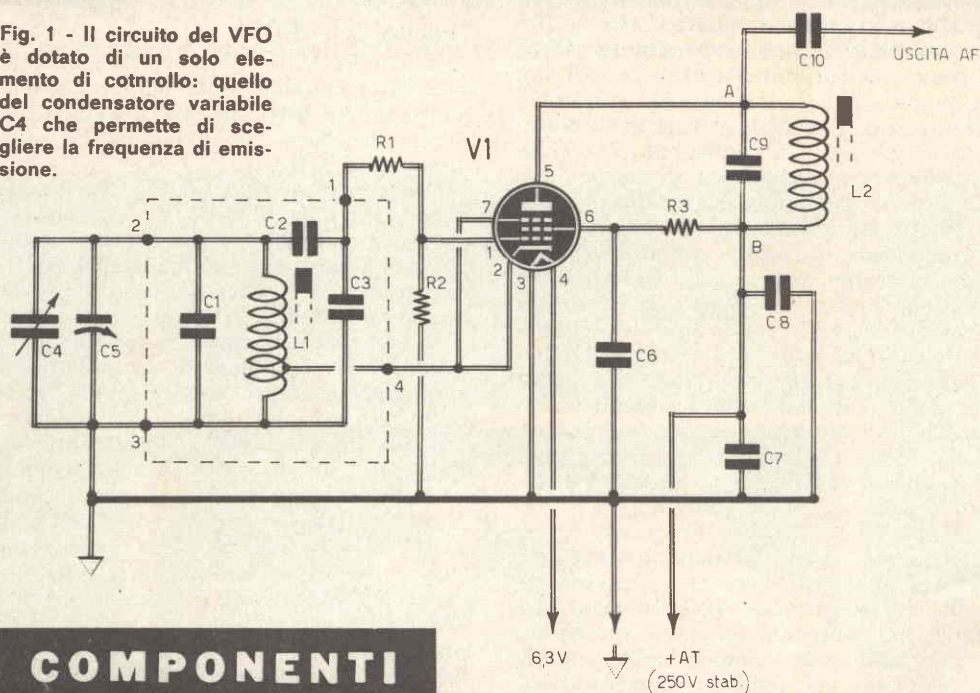 Fig. 1 - Il circuito del VFO
è dotato di un solo ele-
mento di cotnrollo: quello
del condensatore variabile
C4 che permette di sce-
gliere la frequenza di emis-
sione.
C10
USCITA AF
A
R1
V1
5
C9
L2
1
7
6
R3
2
C2
1
B
2
3
4
C1
L1
C3
R2
C8
C4
C5
C6
4
3
C7
6,3V
+AT
(250V stab.)
COMPONENTI